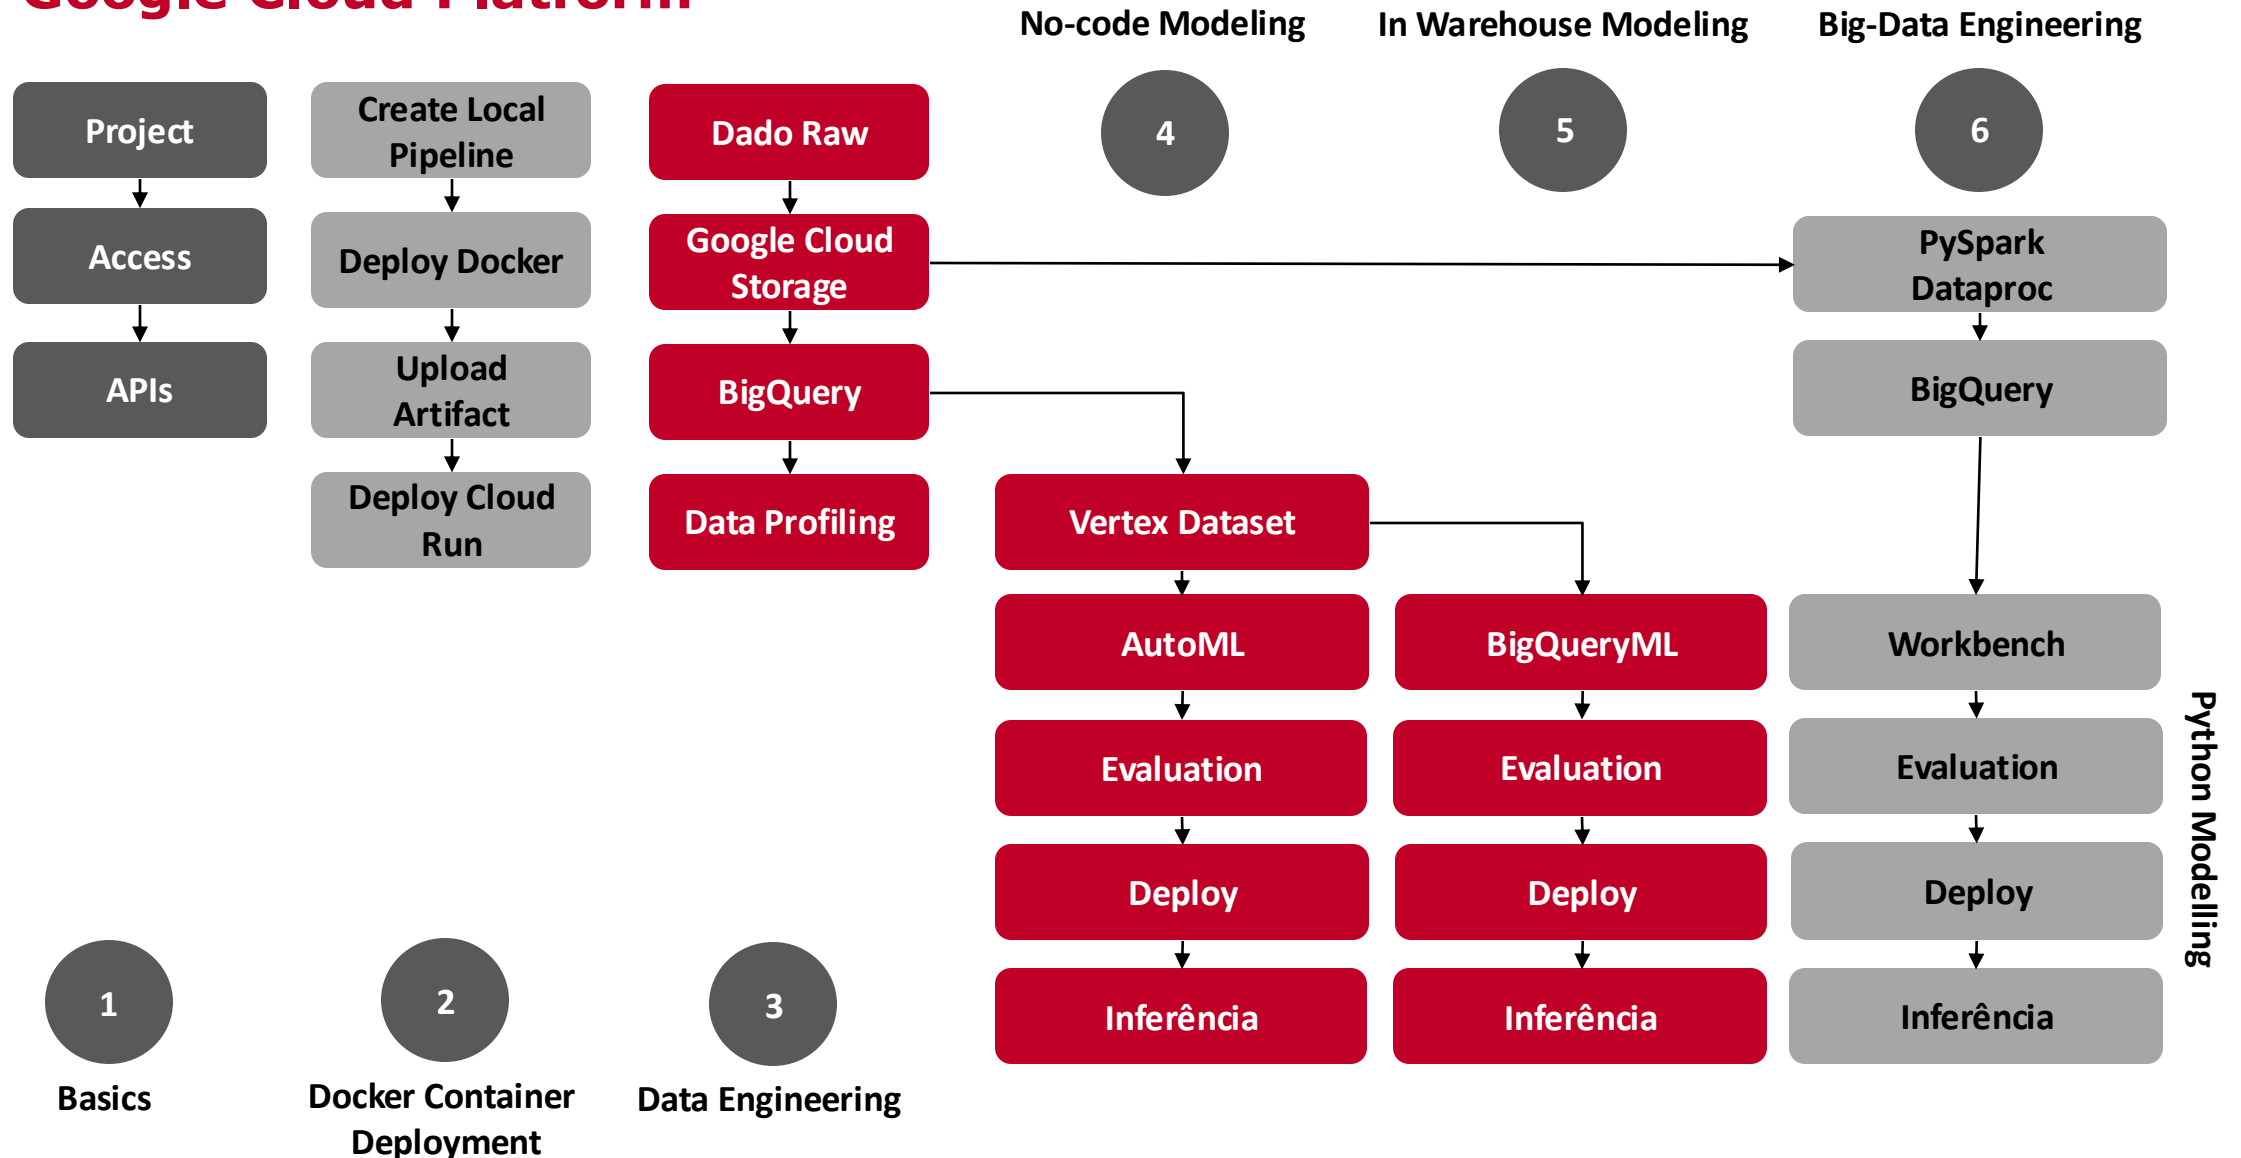 Google Cloud Platform
No-code Modeling
In Warehouse Modeling
Big-Data Engineering
4
5
6
Project
Access
APIs
Create Local
Pipeline
Deploy Docker
Upload
Artifact
Deploy Cloud
Run
Dado Raw
Google Cloud
Storage
BigQuery
Data Profiling
Vertex Dataset
AutoML
Evaluation
Deploy
Inferência
BigQueryML
Evaluation
Deploy
Inferência
PySpark
Dataproc
BigQuery
Workbench
Evaluation
Deploy
Inferência
Python Modelling
1
Basics
2
Docker Container
Deployment
3
Data Engineering